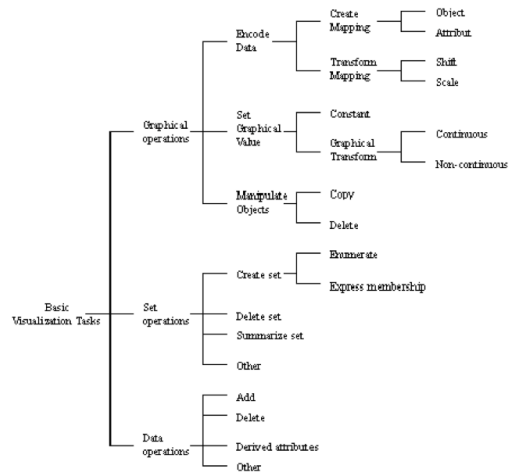 Create
Mapping
Object
Attribut
Encode
Data
Transform
Mapping
Shift
Scale
Graphical
operations
Set
Graphical
Value
Constant
Graphical
Transform
Continuous
Non-continuous
Manipulate
Objects
Copy
Delete
Basic
Visualization Tasks
Set
operations
Create set
Enumerate
Express membership
Delete set
Summarize set
Other
Data
operations
Add
Delete
Derived attributes
Other